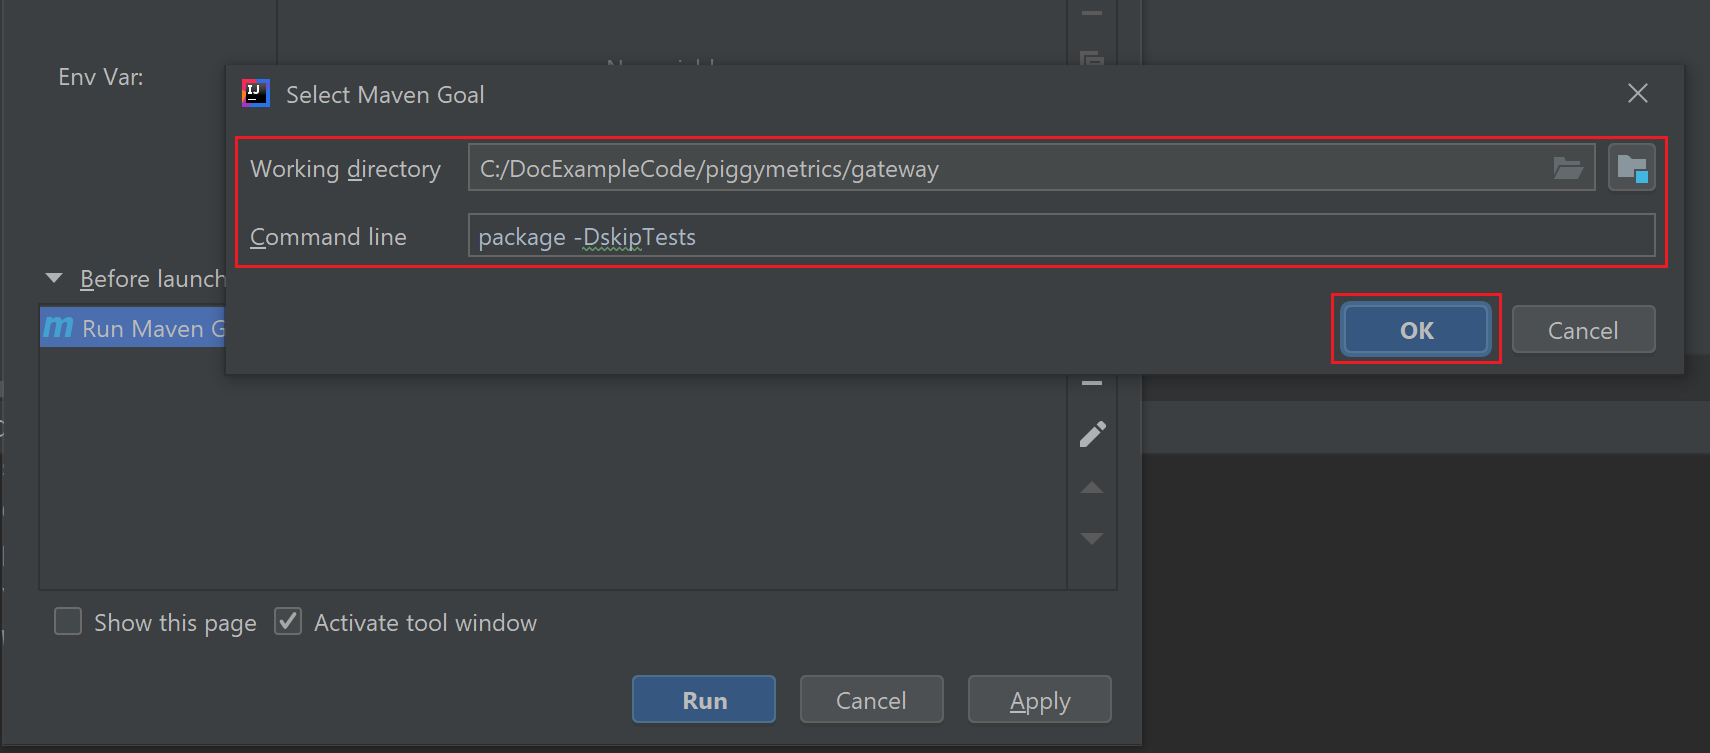 Env Var:
IJ
Select Maven Goal
Working directory
C:/DocExampleCode/piggymetrics/gateway
Command line
package -DskipTests
Before launch
m Run Maven G
OK
Cancel
Show this page
Activate tool window
Run
Cancel
Apply